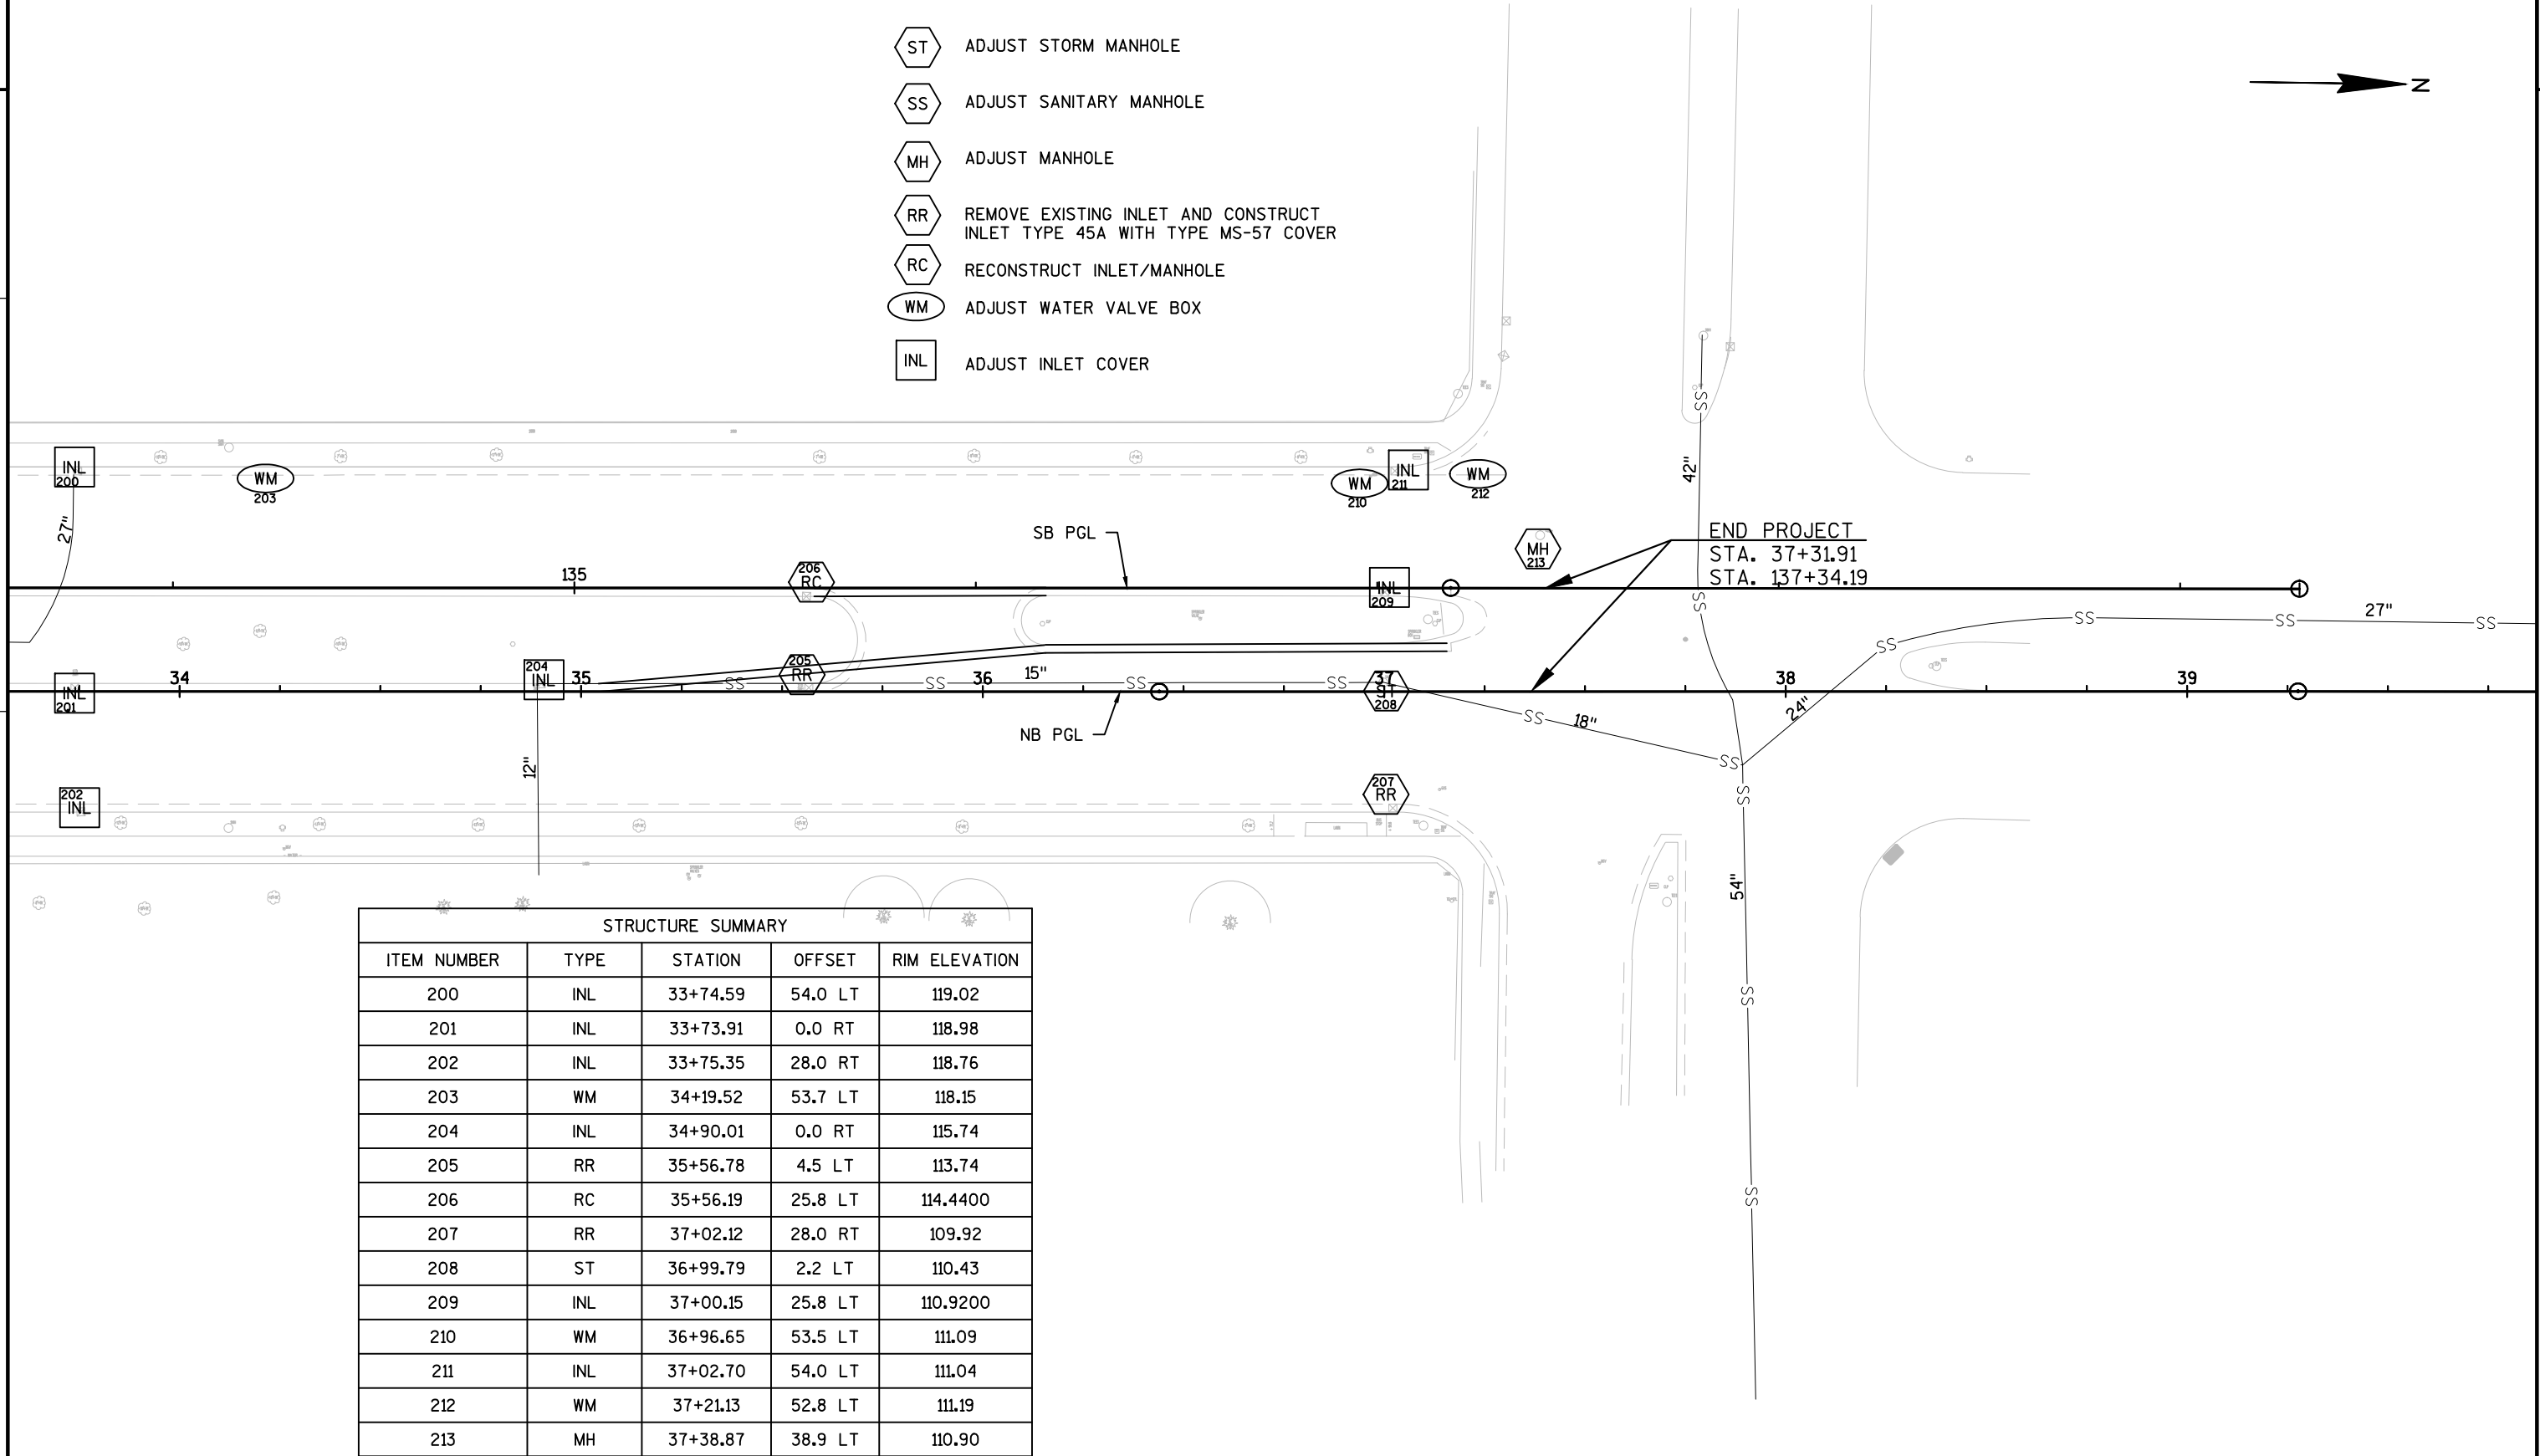 ST ADJUST STORM MANHOLE
SS ADJUST SANITARY MANHOLE
MH ADJUST MANHOLE
RR REMOVE EXISTING INLET AND CONSTRUCT
INLET TYPE 45A WITH TYPE MS-57 COVER
RC RECONSTRUCT INLET/MANHOLE
WM ADJUST WATER VALVE BOX
INL ADJUST INLET COVER
N
INL
200
WM
203
WM
210
INL
211
WM
212
42"
SS
27"
SB PGL
MH
213
END PROJECT
STA. 37+31.91
STA. 137+34.19
135
206
RC
INL
209
SS
SS
SS
SS
27"
SS
204
INL
205
RR
15"
34
35
36
37
38
39
INL
201
SS
SS
SS
SS
ST
208
SS
18"
24"
NB PGL
12"
SS
202
INL
207
RR
SS
54"
SS
SS
STRUCTURE SUMMARY
ITEM NUMBER TYPE STATION OFFSET RIM ELEVATION
200 INL 33+74.59 54.0 LT 119.02
201 INL 33+73.91 0.0 RT 118.98
202 INL 33+75.35 28.0 RT 118.76
203 WM 34+19.52 53.7 LT 118.15
204 INL 34+90.01 0.0 RT 115.74
205 RR 35+56.78 4.5 LT 113.74
206 RC 35+56.19 25.8 LT 114.4400
207 RR 37+02.12 28.0 RT 109.92
208 ST 36+99.79 2.2 LT 110.43
209 INL 37+00.15 25.8 LT 110.9200
210 WM 36+96.65 53.5 LT 111.09
211 INL 37+02.70 54.0 LT 111.04
212 WM 37+21.13 52.8 LT 111.19
213 MH 37+38.87 38.9 LT 110.90